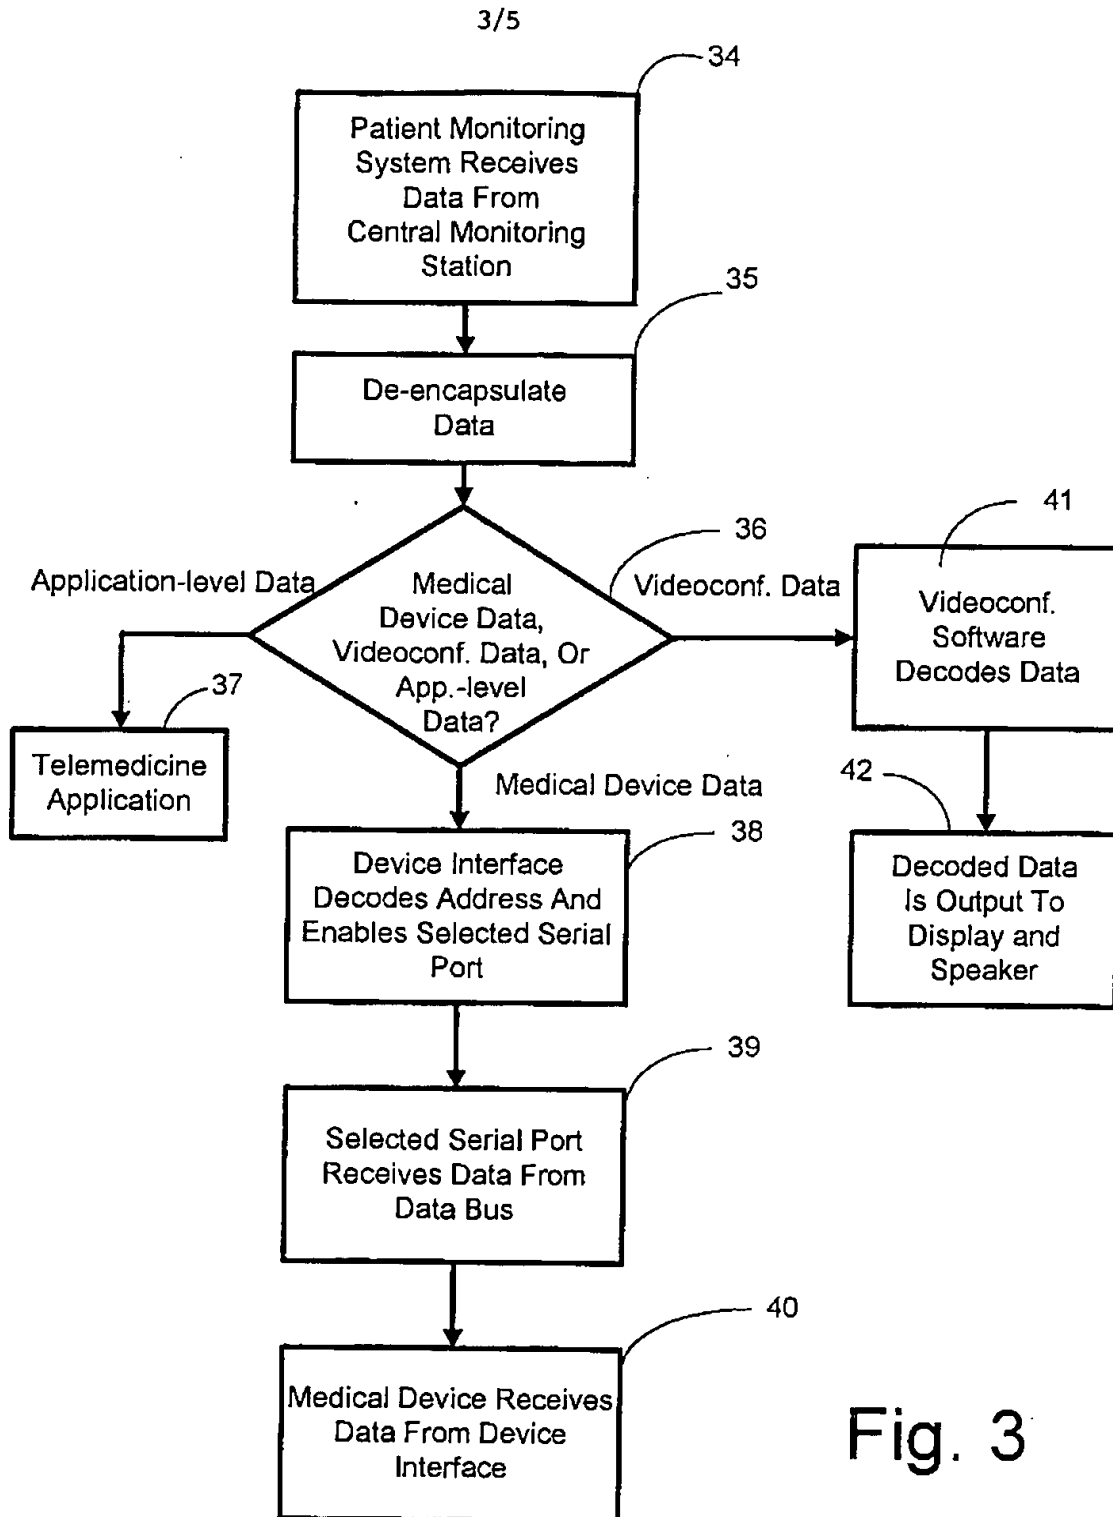 3/5
34
Patient Monitoring
System Receives
Data From
Central Monitoring
Station
35
De-encapsulate
Data
36
Application-level Data
Medical
Device Data,
Videoconf. Data, Or
App.-level
Data?
Videoconf. Data
41
Videoconf.
Software
Decodes Data
37
Telemedicine
Application
Medical Device Data
42
Decoded Data
Is Output To
Display and
Speaker
38
Device Interface
Decodes Address And
Enables Selected Serial
Port
39
Selected Serial Port
Receives Data From
Data Bus
40
Medical Device Receives
Data From Device
Interface
Fig. 3